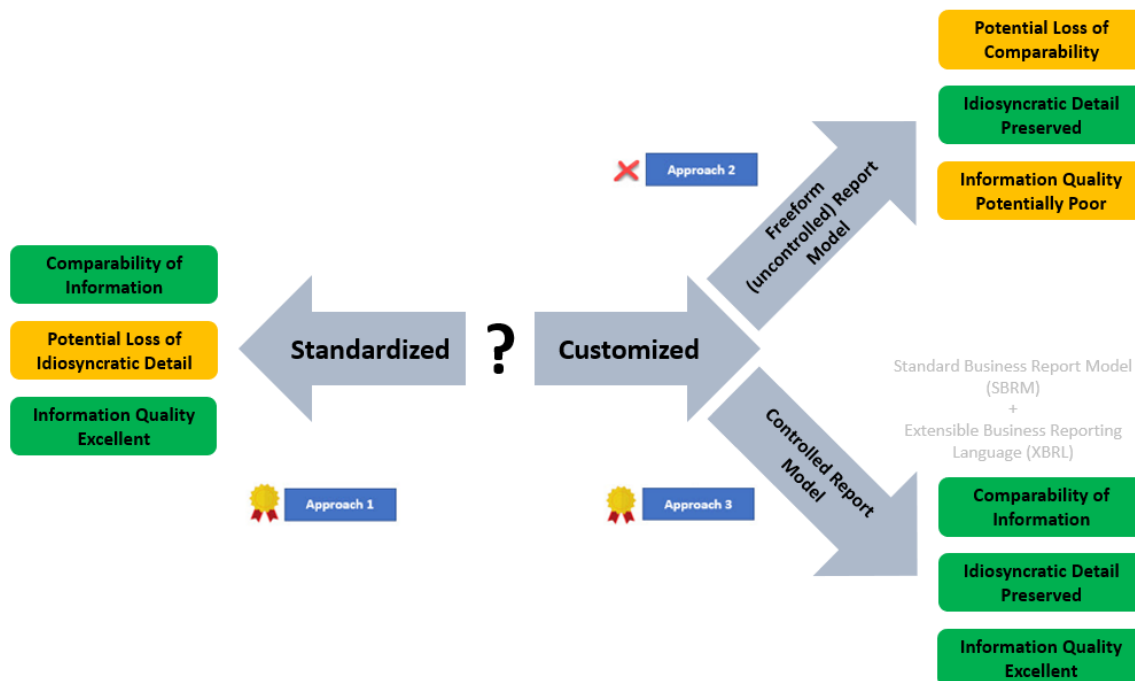 Potential Loss of
Comparability
Idiosyncratic Detail
Preserved
Information Quality
Potentially Poor
Approach 2
Freeform
(uncontrolled) Report
Model
Comparability of
Information
Potential Loss of
Idiosyncratic Detail
Information Quality
Excellent
Standardized
?
Customized
Standard Business Report Model
(SBRM)
+
Extensible Business Reporting
Language (XBRL)
Controlled Report
Model
Approach 1
Approach 3
Comparability of
Information
Idiosyncratic Detail
Preserved
Information Quality
Excellent